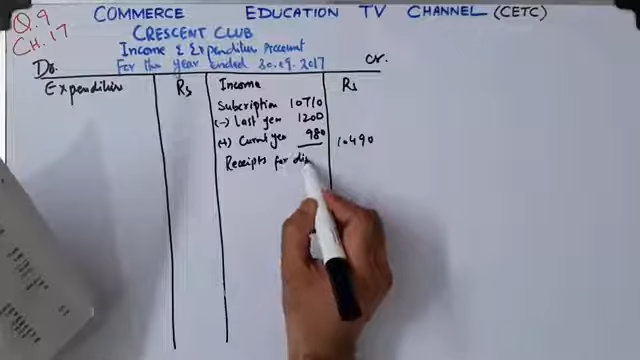 COMMERCE EDUCATION TV CHANNEL (CETC)
Q.9
CH.17
CRESCENT CLUB
Income & Expenditure Account
For the year ended 30.09.2017
Dr. Cr.
Expenditure Rs Income Rs
Subscription 10710
(-) Last year 1200
(+) Current year 980 10490
Receipts for di